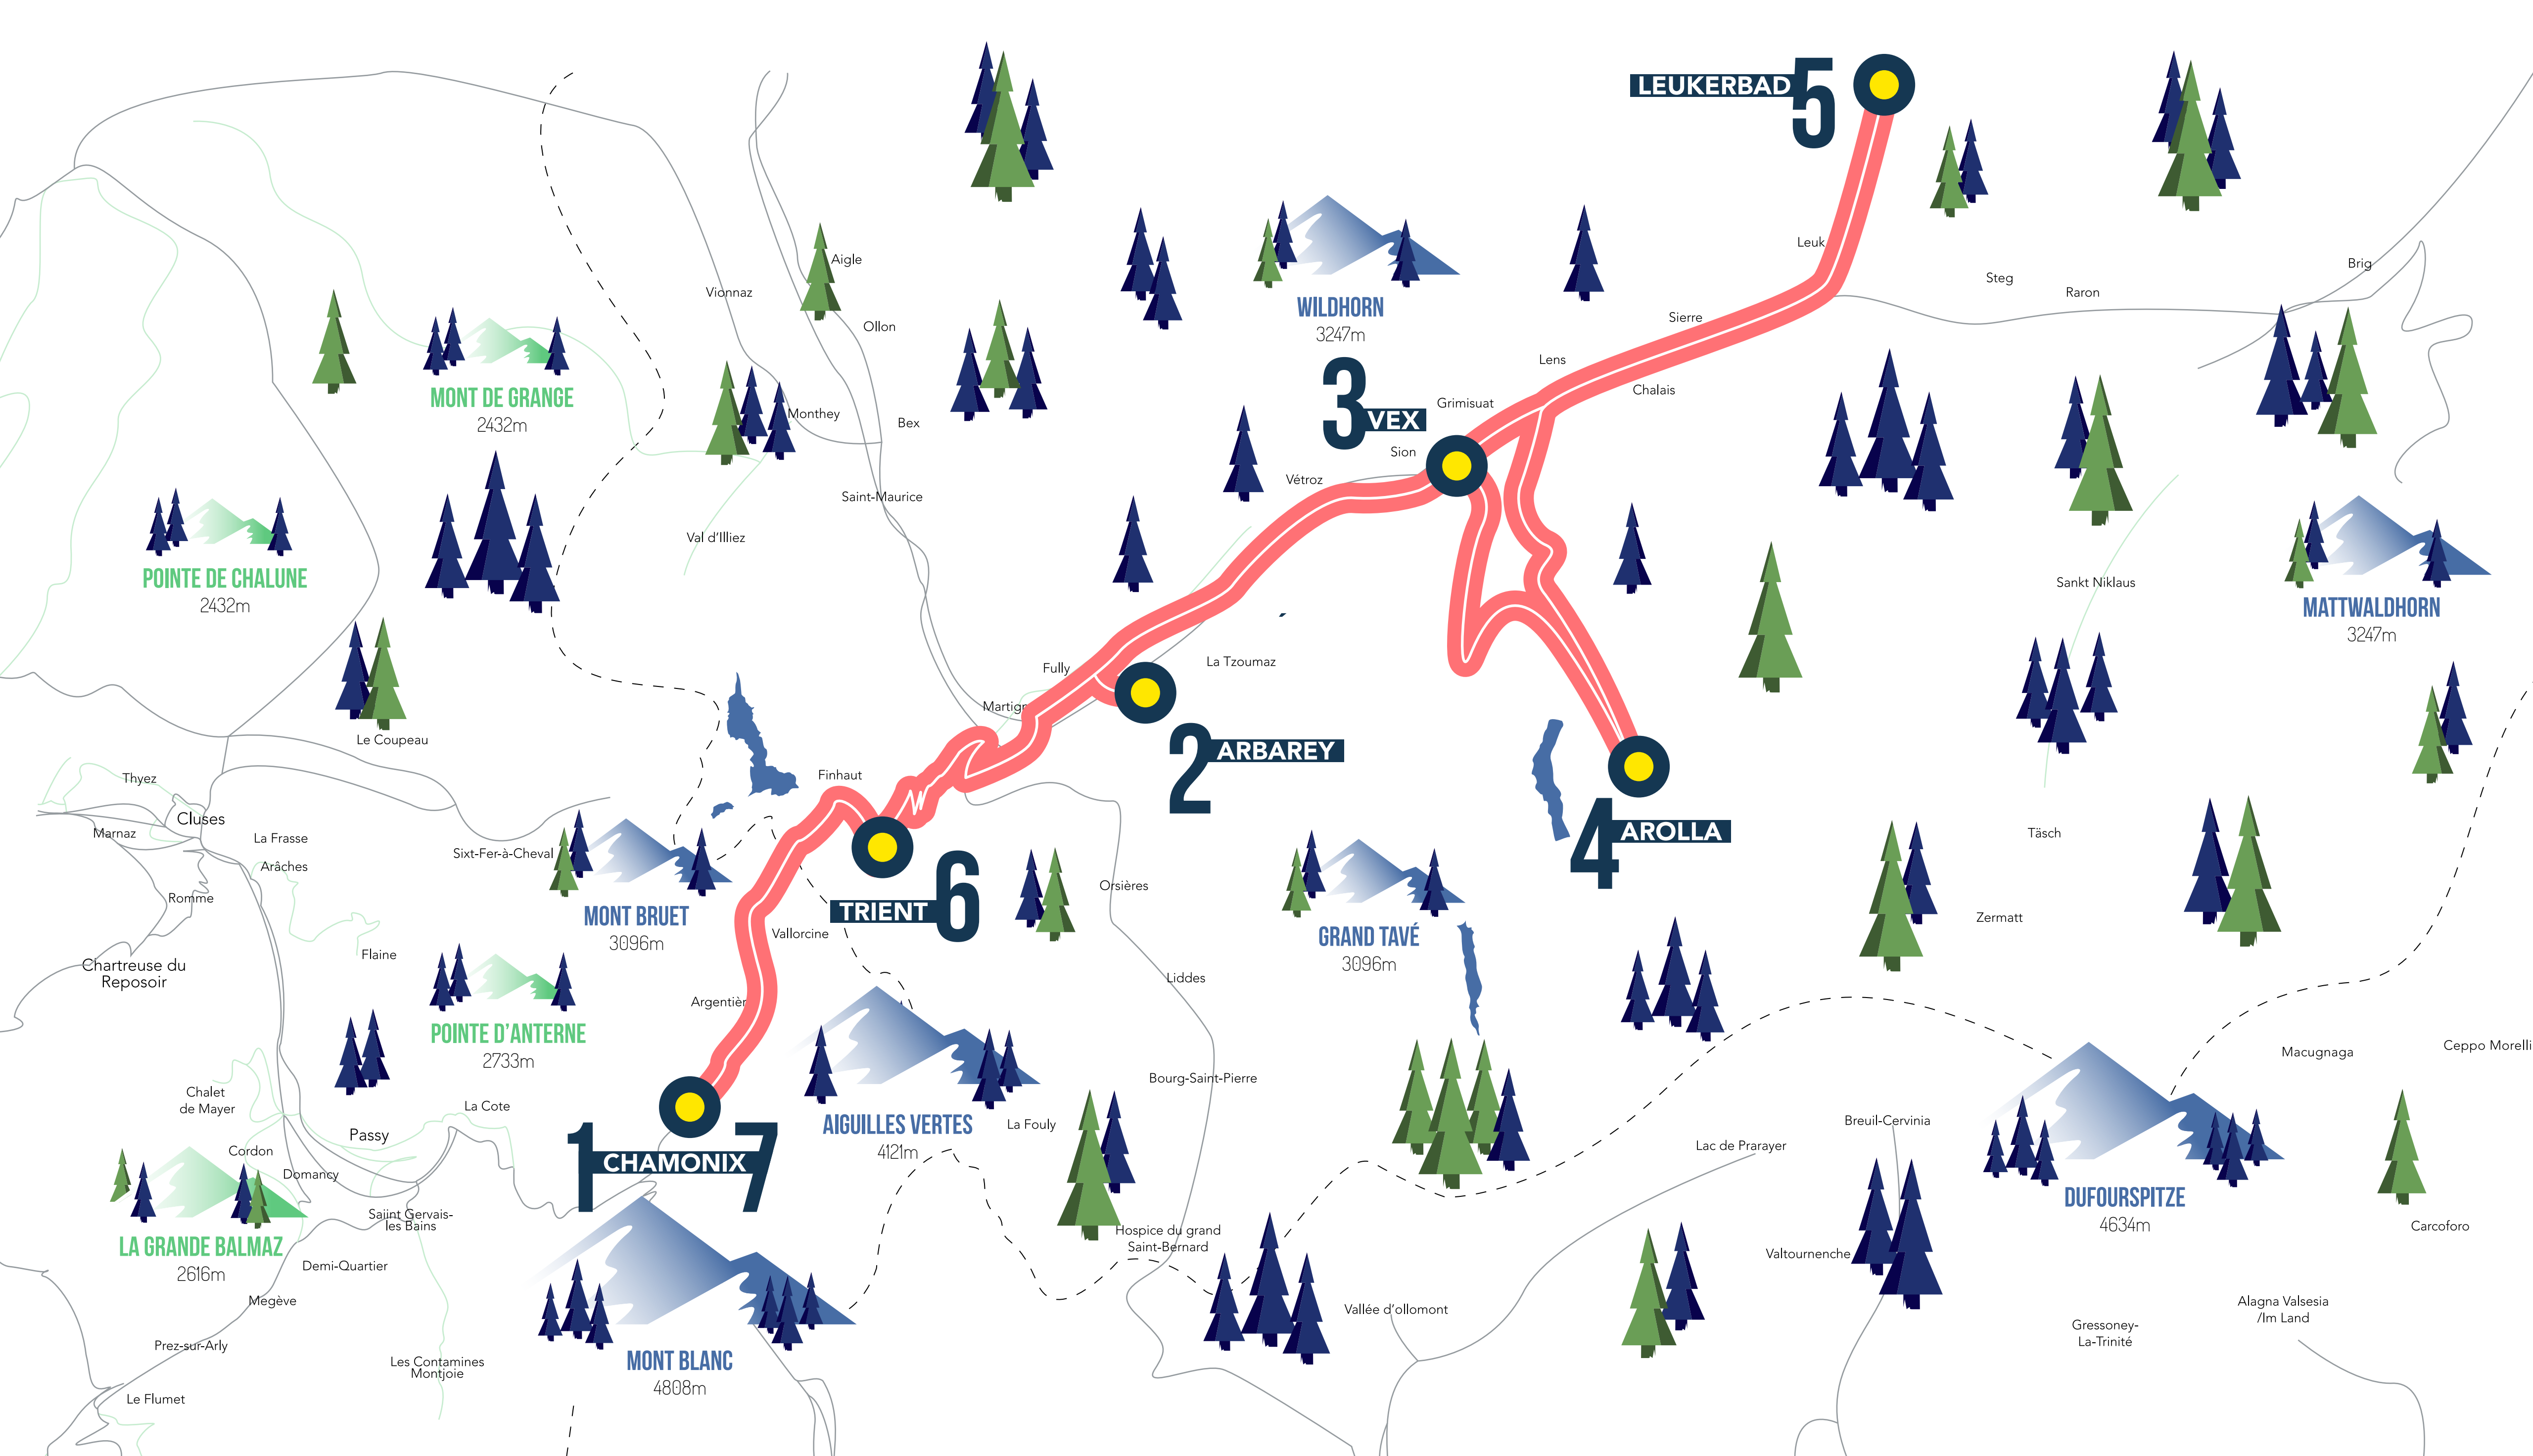 LEUKERBAD
5
Aigle
Leuk
Brig
Steg
Vionnaz
Raron
WILDHORN
3247m
Sierre
Ollon
Lens
3
VEX
Chalais
MONT DE GRANGE
2432m
Grimisuat
Monthey
Bex
Sion
Vétroz
Saint-Maurice
Val d'Illiez
POINTE DE CHALUNE
2432m
Sankt Niklaus
MATTWALDHORN
3247m
La Tzoumaz
Fully
Martign
Le Coupeau
2
ARBAREY
Finhaut
Thyez
Cluses
Marnaz
La Frasse
Arâches
Sixt-Fer-à-Cheval
4
AROLLA
Täsch
Romme
TRIENT
6
Orsières
MONT BRUET
3096m
Vallorcine
GRAND TAVÉ
3096m
Zermatt
Flaine
Chartreuse du
Reposoir
Liddes
Argentièr
POINTE D'ANTERNE
2733m
Macugnaga
Ceppo Morelli
Bourg-Saint-Pierre
Chalet
de Mayer
La Cote
AIGUILLES VERTES
4121m
La Fouly
Breuil-Cervinia
Lac de Prarayer
Passy
Cordon
Domancy
1
CHAMONIX
7
DUFOURSPITZE
4634m
Saiint Gervais-
les Bains
Hospice du grand
Saint-Bernard
Carcoforo
LA GRANDE BALMAZ
2616m
Demi-Quartier
Valtournenche
Megève
Vallée d'ollomont
Alagna Valsesia
/Im Land
Gressoney-
La-Trinité
Prez-sur-Arly
Les Contamines
Montjoie
MONT BLANC
4808m
Le Flumet